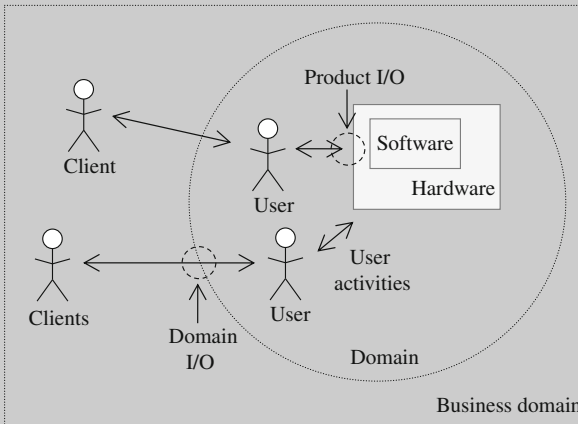 Product I/O
Software
Hardware
Client
User
Clients
User
User
activities
Domain
I/O
Domain
Business domain